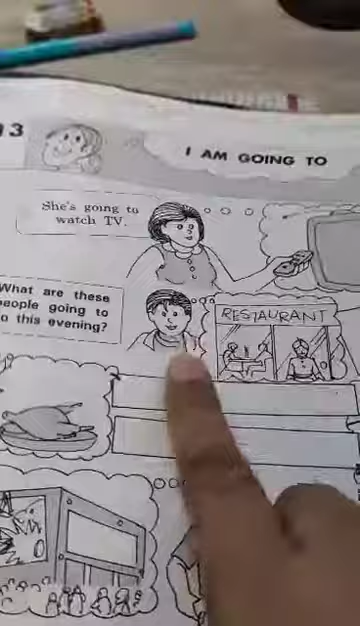 13
I AM GOING TO
She's going to
watch TV.
What are these
people going to
do this evening?
RESTAURANT